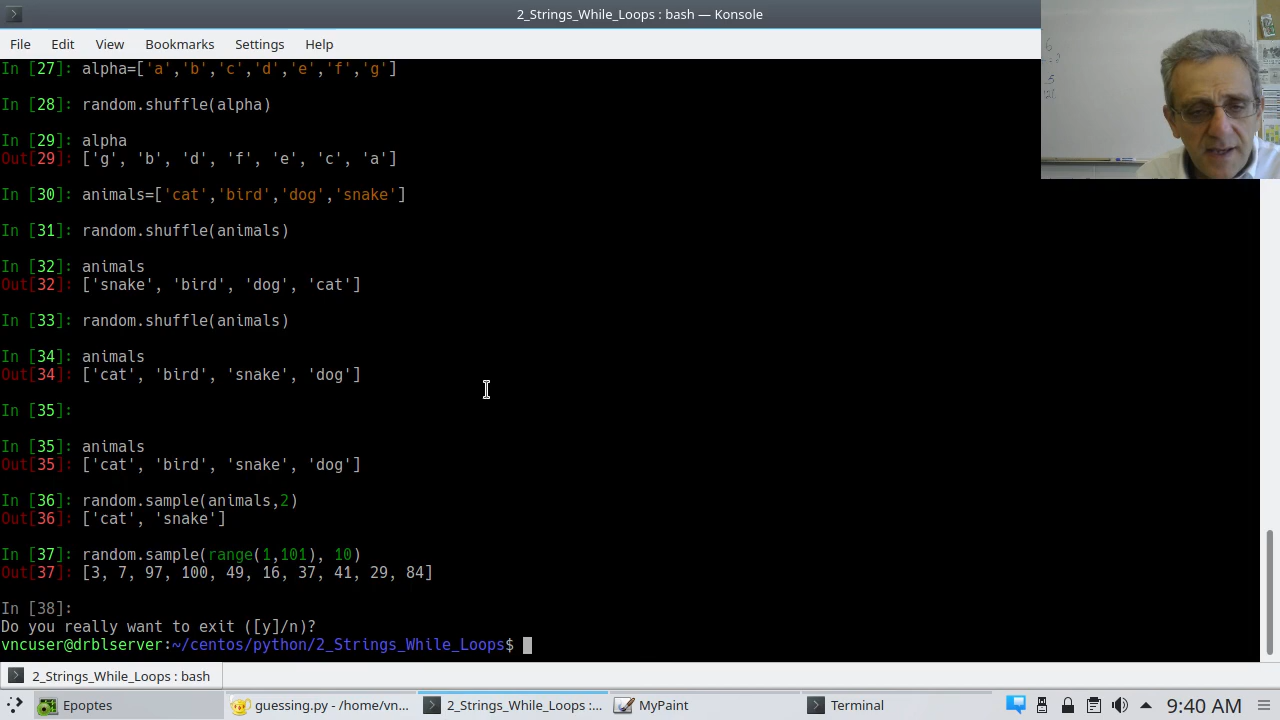 2_Strings_While_Loops : bash — Konsole
File Edit View Bookmarks Settings Help
In [27]: alpha=['a','b','c','d','e','f','g']
In [28]: random.shuffle(alpha)
In [29]: alpha
Out[29]: ['g', 'b', 'd', 'f', 'e', 'c', 'a']
In [30]: animals=['cat','bird','dog','snake']
In [31]: random.shuffle(animals)
In [32]: animals
Out[32]: ['snake', 'bird', 'dog', 'cat']
In [33]: random.shuffle(animals)
In [34]: animals
Out[34]: ['cat', 'bird', 'snake', 'dog']
In [35]:
In [35]: animals
Out[35]: ['cat', 'bird', 'snake', 'dog']
In [36]: random.sample(animals,2)
Out[36]: ['cat', 'snake']
In [37]: random.sample(range(1,101), 10)
Out[37]: [3, 7, 97, 100, 49, 16, 37, 41, 29, 84]
In [38]:
Do you really want to exit ([y]/n)?
vncuser@drblserver:~/centos/python/2_Strings_While_Loops$
2_Strings_While_Loops : bash
Epoptes guessing.py - /home/vn... 2_Strings_While_Loops :... MyPaint Terminal 9:40 AM